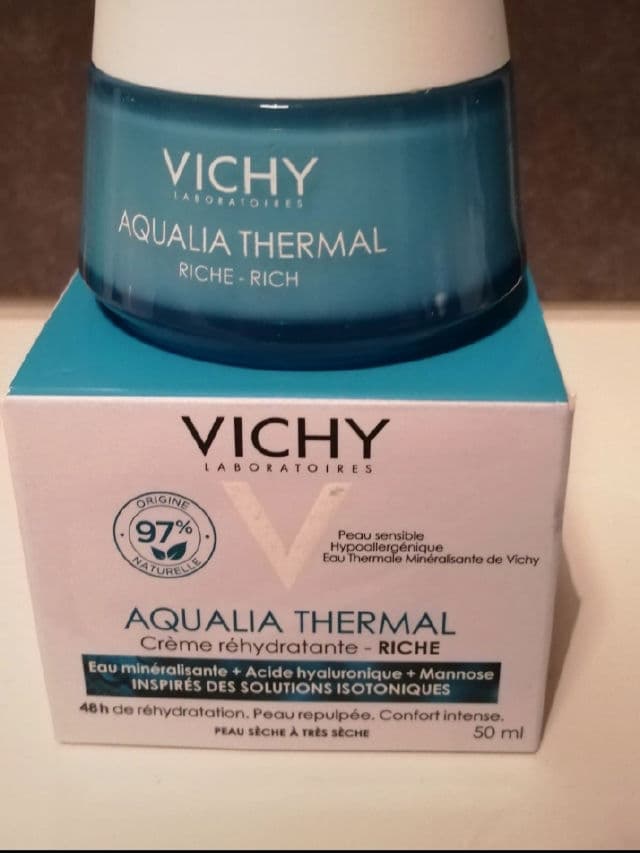 VICHY
LABORATOIRES
AQUALIA THERMAL
RICHE - RICH
VICHY
LABORATOIRES
ORIGINE
97%
NATURELLE
Peau sensible
Hypoallergénique
Eau Thermale Minéralisante de Vichy
AQUALIA THERMAL
Crème réhydratante - RICHE
Eau minéralisante + Acide hyaluronique + Mannose
INSPIRÉS DES SOLUTIONS ISOTONIQUES
48h de réhydratation. Peau repulpée. Confort intense.
PEAU SÈCHE À TRÈS SÈCHE
50 ml